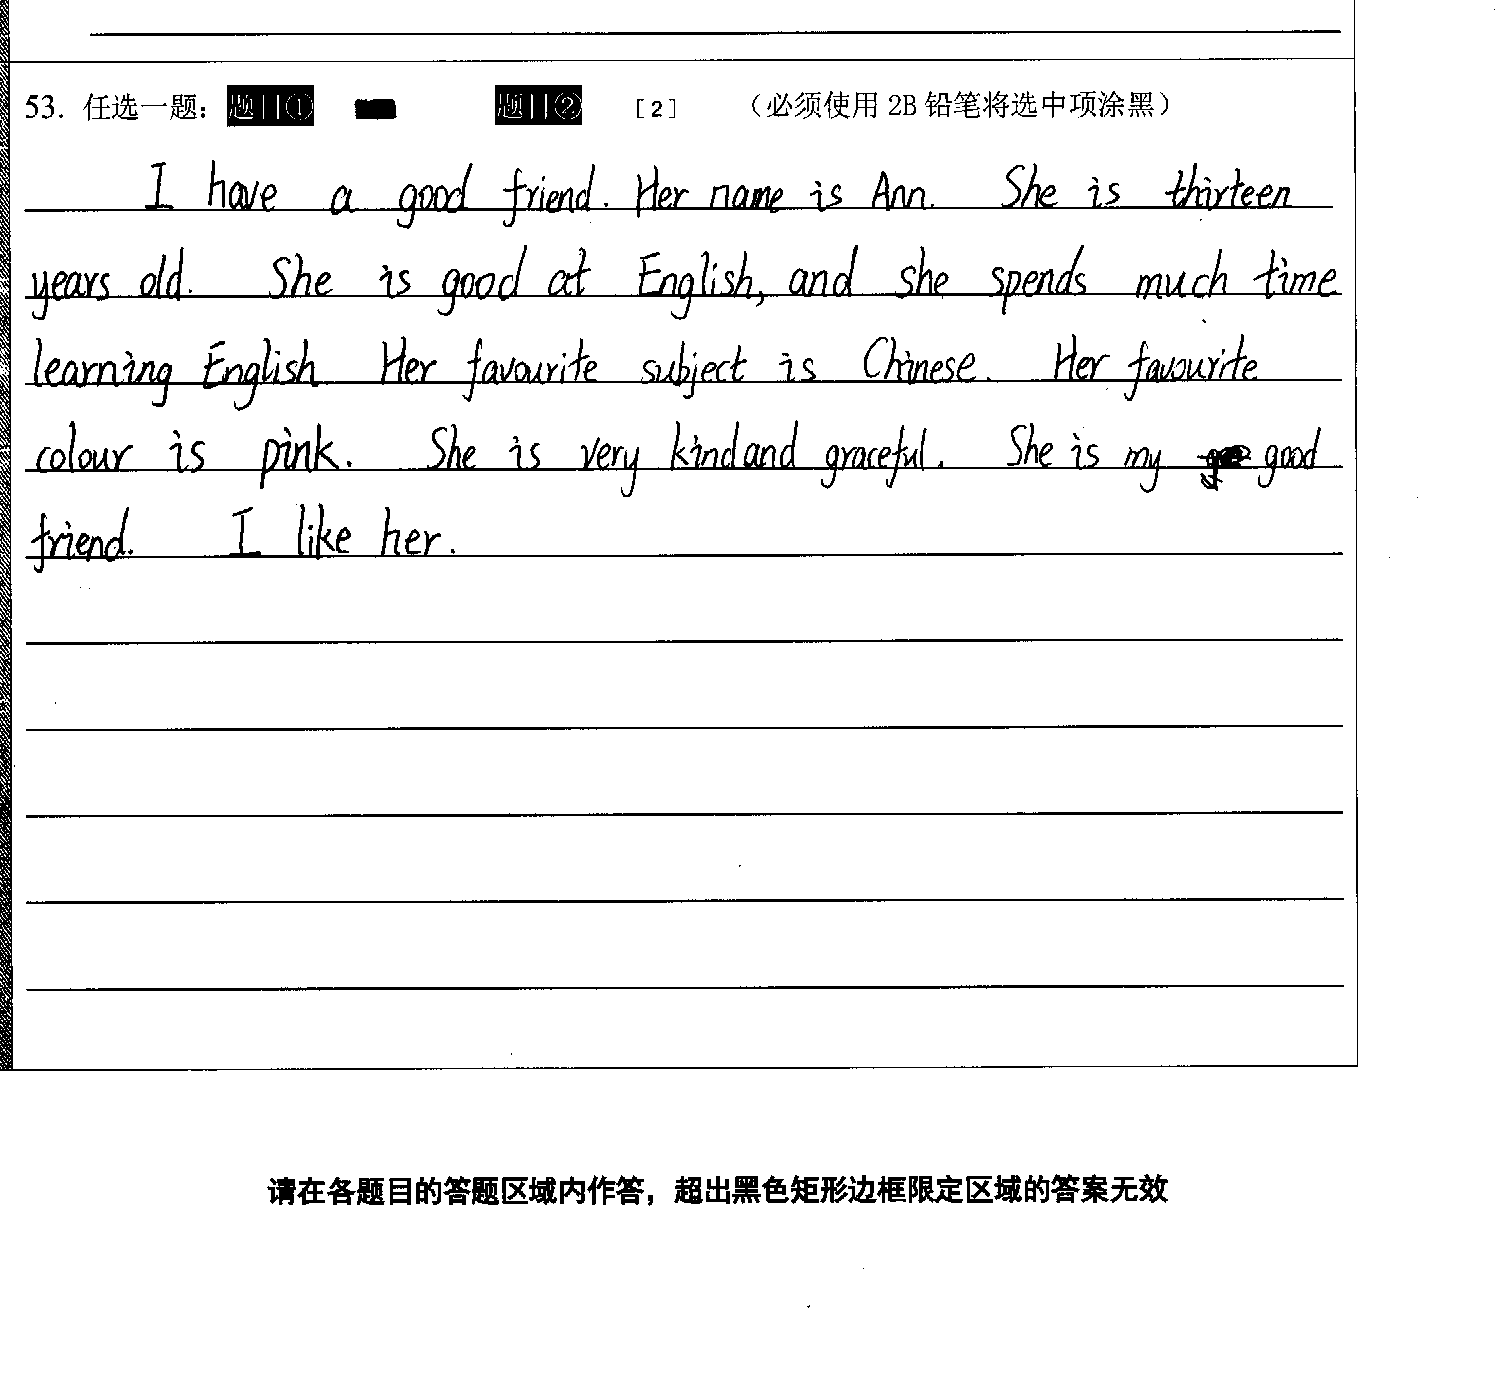 53. 任选一题： 题目① 题目② [2] （必须使用 2B 铅笔将选中项涂黑）
I have a good friend. Her name is Ann. She is thirteen
years old. She is good at English, and she spends much time
learning English Her favourite subject is Chinese. Her favourite
colour is pink. She is very kind and graceful. She is my good
friend. I like her.
请在各题目的答题区域内作答，超出黑色矩形边框限定区域的答案无效